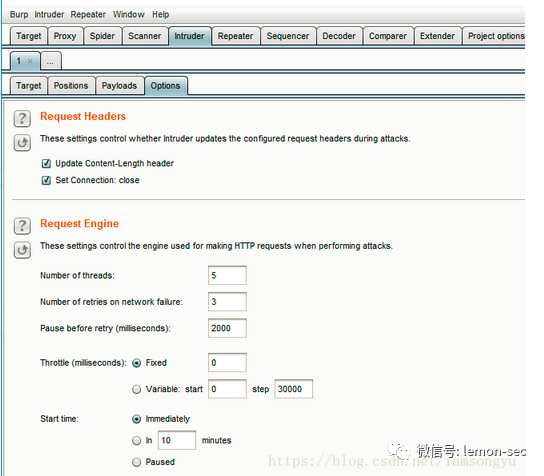 Burp Intruder Repeater Window Help
Target Proxy Spider Scanner Intruder Repeater Sequencer Decoder Comparer Extender Project options
1 × ...
Target Positions Payloads Options
? Request Headers
These settings control whether Intruder updates the configured request headers during attacks.
Update Content-Length header
Set Connection: close
? Request Engine
These settings control the engine used for making HTTP requests when performing attacks.
Number of threads: 5
Number of retries on network failure: 3
Pause before retry (milliseconds): 2000
Throttle (milliseconds): Fixed 0
Variable: start 0 step 30000
Start time: Immediately
In 10 minutes
微信号: lemon-sec
https://blog.csdn.net/iamsongyu
Paused